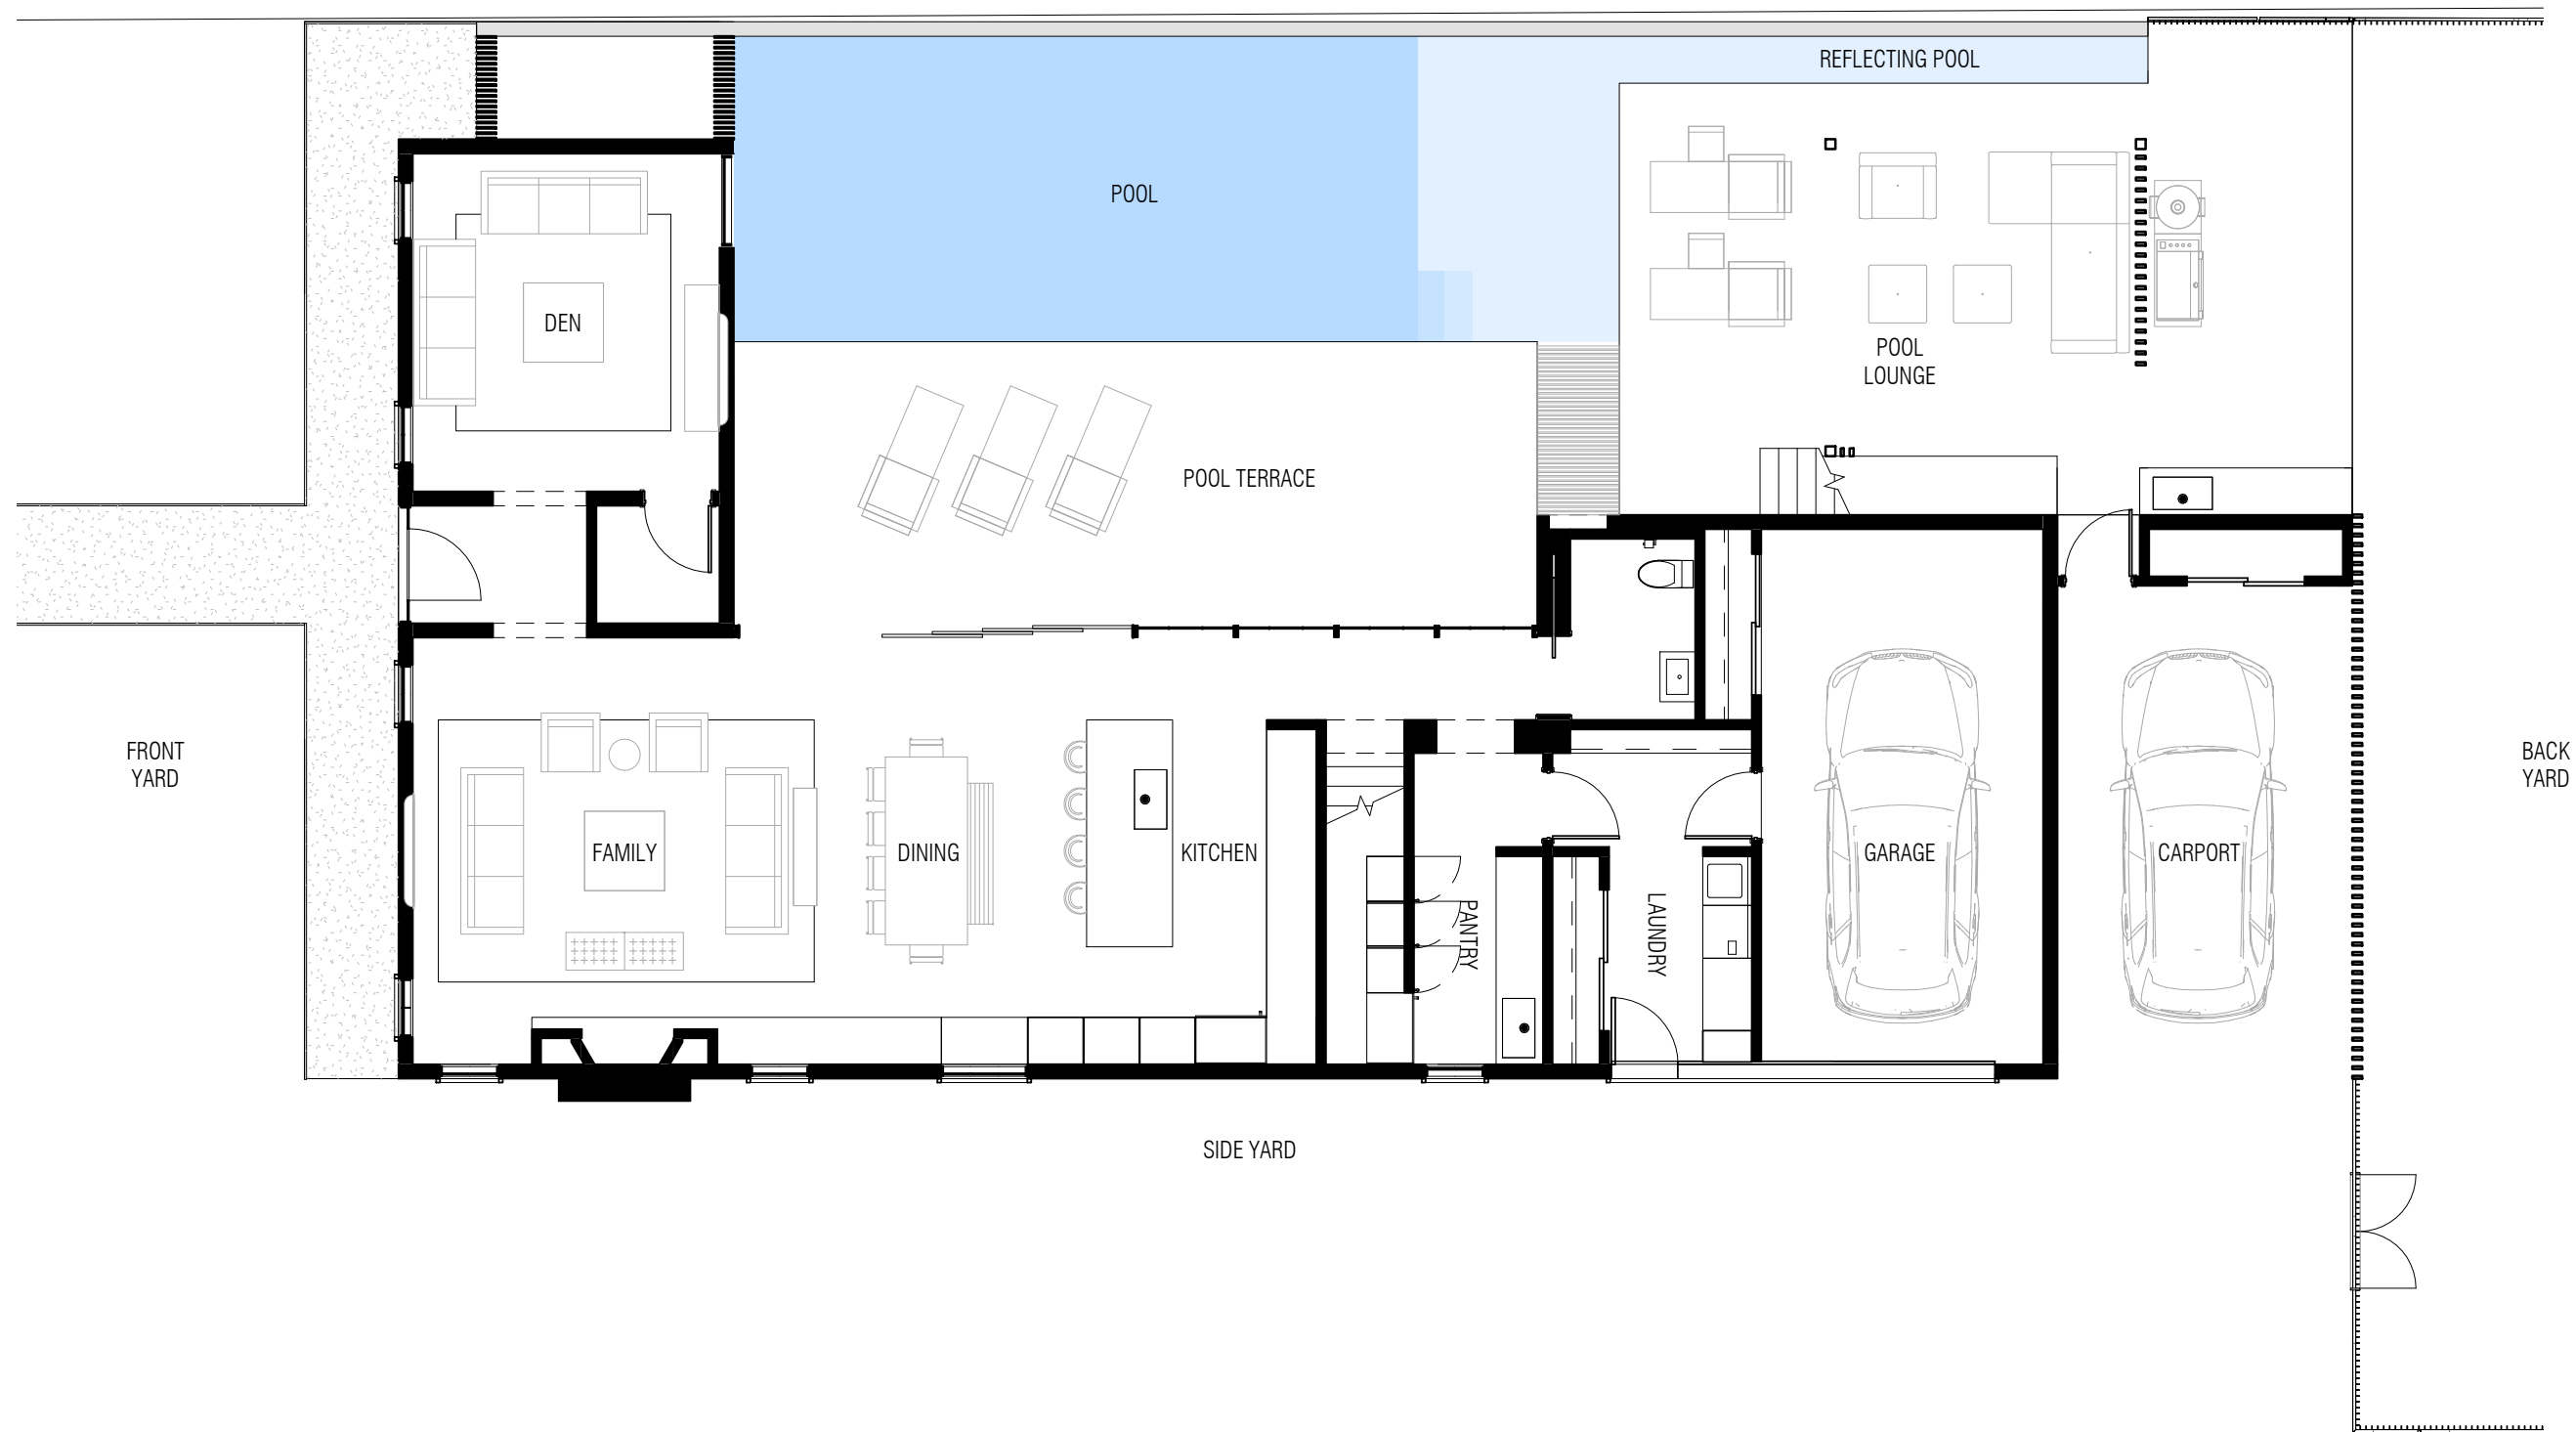 REFLECTING POOL
POOL
DEN
POOL
LOUNGE
POOL TERRACE
FRONT
YARD
BACK
YARD
FAMILY
DINING
KITCHEN
GARAGE
CARPORT
PANTRY
LAUNDRY
SIDE YARD